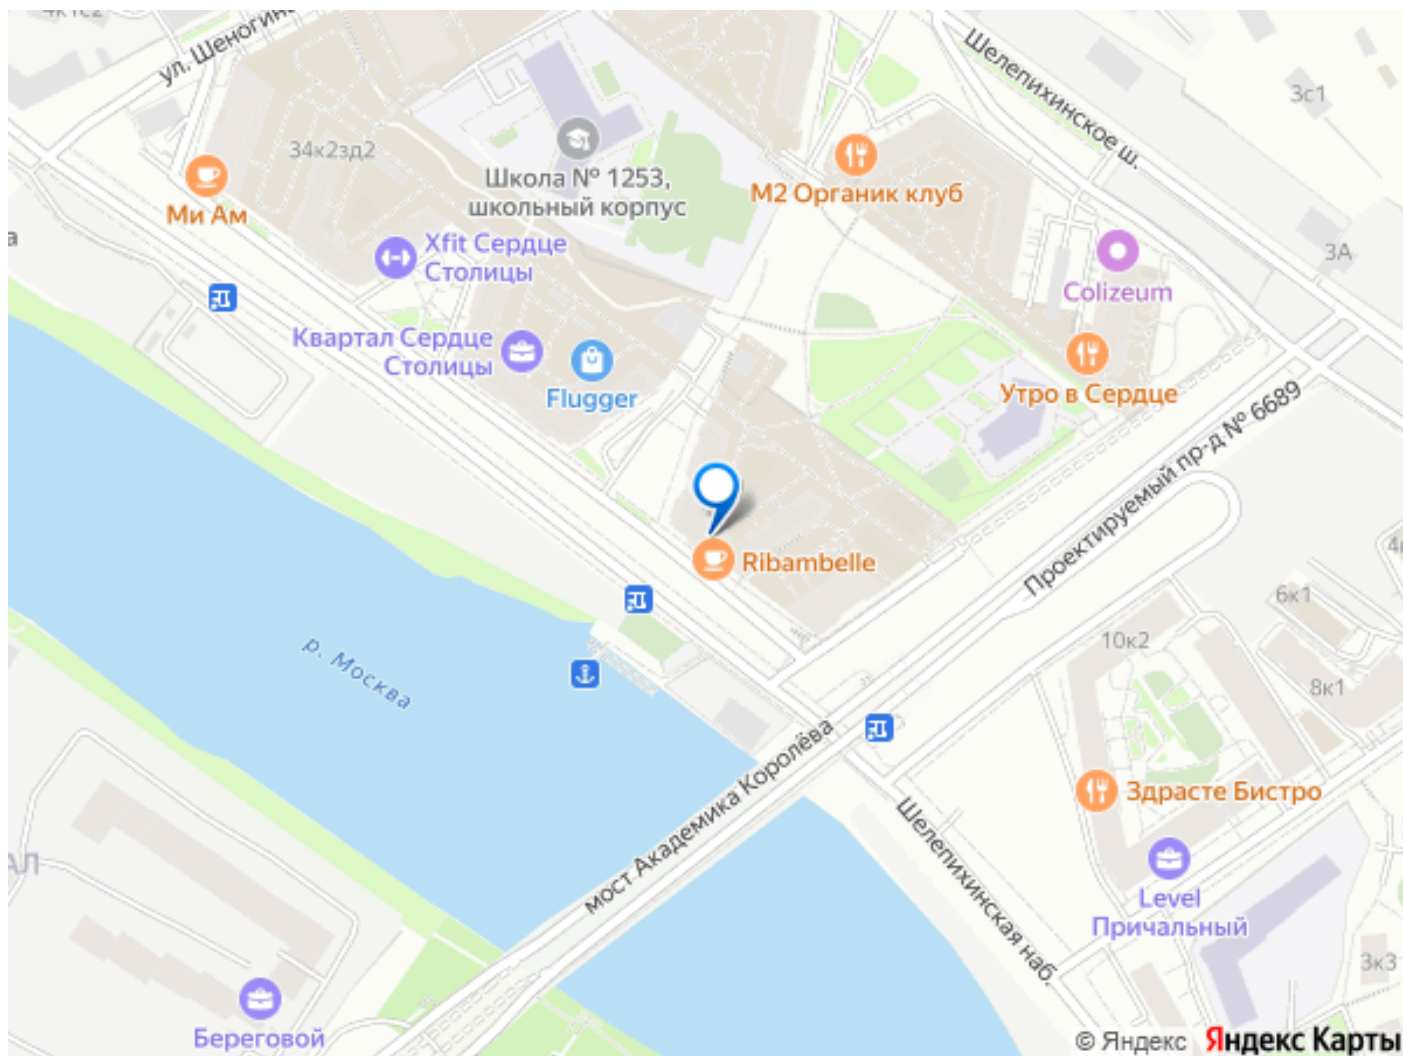 4к1с2
ул. Шеногина
Шелепихинское ш.
3с1
34к2зд2
Школа № 1253,
школьный корпус
М2 Органик клуб
Ми Ам
а
Xfit Сердце
Столицы
3А
Colizeum
Квартал Сердце
Столицы
Flugger
Утро в Сердце
Проектируемый пр-д № 6689
Ribambelle
6к1
10к2
8к1
р. Москва
мост Академика Королёва
Здрасте Бистро
Шелепихинская наб.
АЛ
Level
Причальный
3к3
Береговой
© Яндекс Яндекс Карты